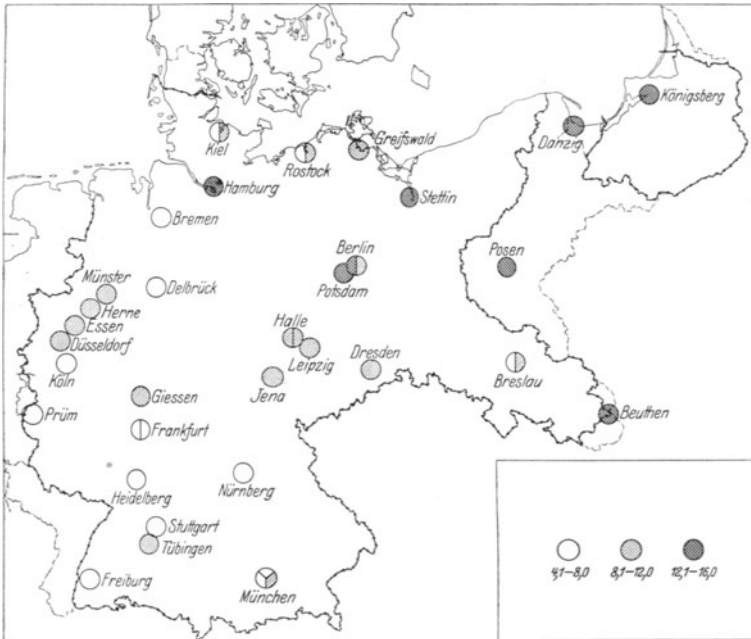 Königsberg
Danzig
Kiel
Rostock
Greifswald
Hamburg
Stettin
Bremen
Berlin
Posen
Potsdam
Münster
Delbrück
Herne
Essen
Düsseldorf
Halle
Leipzig
Dresden
Köln
Jena
Breslau
Giessen
Prüm
Beuthen
Frankfurt
Heidelberg
Nürnberg
Stuttgart
Tübingen
Freiburg
München
4,1–8,0 8,1–12,0 12,1–16,0